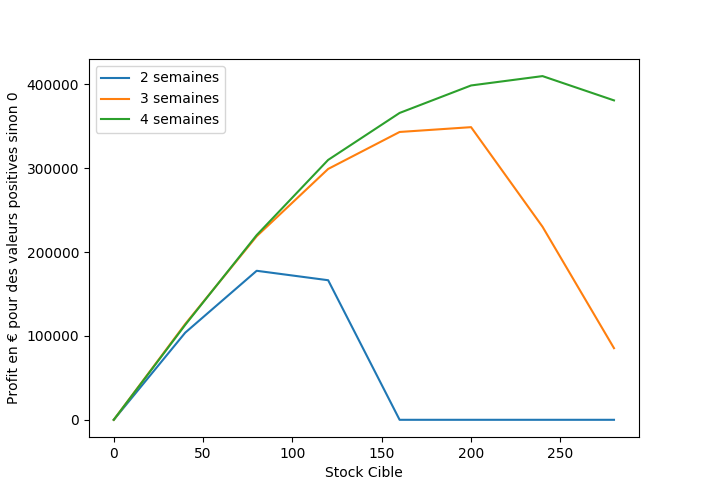 2 semaines
3 semaines
4 semaines
400000
300000
200000
100000
0
Profit en € pour des valeurs positives sinon 0
0 50 100 150 200 250
Stock Cible